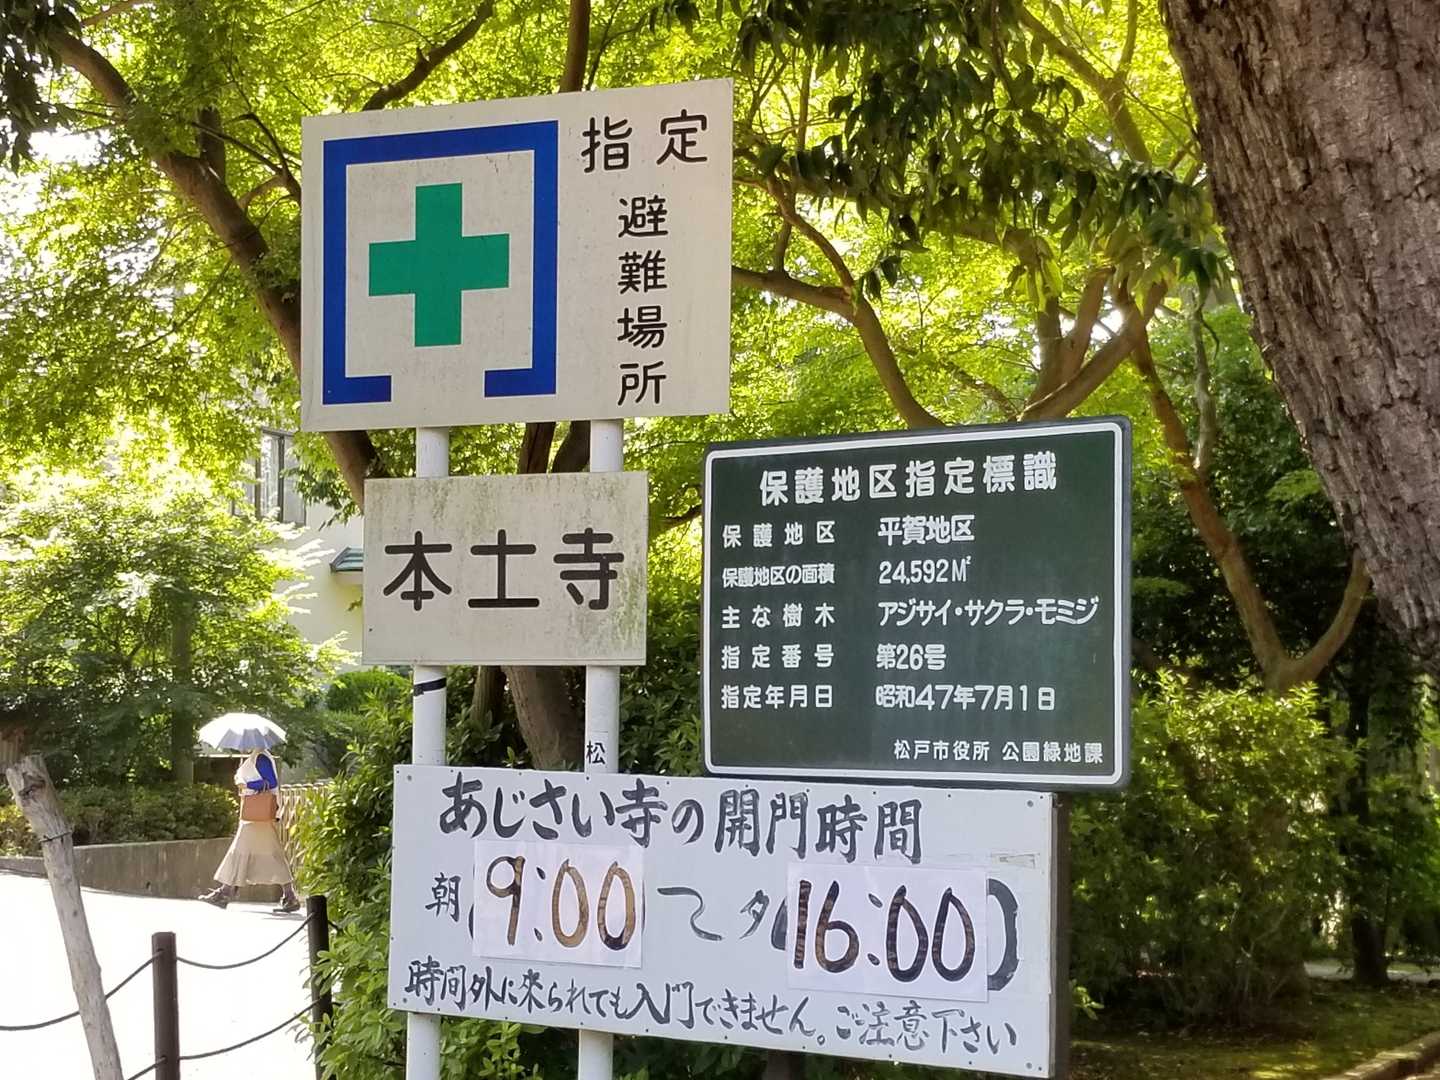 指定
避難場所
本土寺
松
保護地区指定標識
保護地区 平賀地区
保護地区の面積 24,592㎡
主な樹木 アジサイ・サクラ・モミジ
指定番号 第26号
指定年月日 昭和47年7月1日
松戸市役所 公園緑地課
あじさい寺の開門時間
朝 9:00 〜 夕 16:00
時間外に来られても入門できません。ご注意下さい